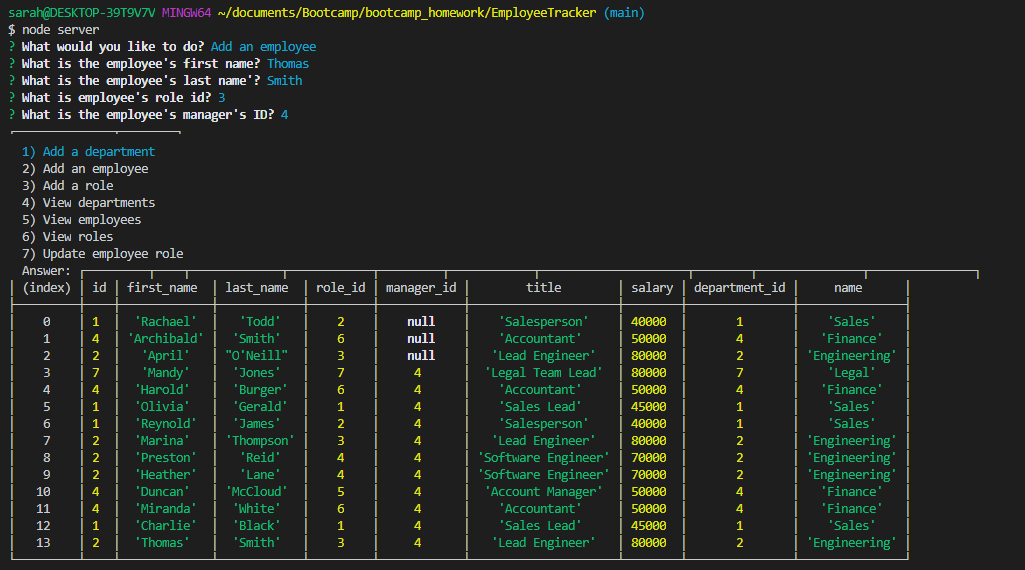 sarah@DESKTOP-39T9V7V MINGW64 ~/documents/Bootcamp/bootcamp_homework/EmployeeTracker (main)
$ node server
? What would you like to do? Add an employee
? What is the employee's first name? Thomas
? What is the employee's last name'? Smith
? What is employee's role id? 3
? What is the employee's manager's ID? 4
1) Add a department
2) Add an employee
3) Add a role
4) View departments
5) View employees
6) View roles
7) Update employee role
Answer:
(index) | id | first_name | last_name | role_id | manager_id | title | salary | department_id | name
0 | 1 | 'Rachael' | 'Todd' | 2 | null | 'Salesperson' | 40000 | 1 | 'Sales'
1 | 4 | 'Archibald' | 'Smith' | 6 | null | 'Accountant' | 50000 | 4 | 'Finance'
2 | 2 | 'April' | "O'Neill" | 3 | null | 'Lead Engineer' | 80000 | 2 | 'Engineering'
3 | 7 | 'Mandy' | 'Jones' | 7 | 4 | 'Legal Team Lead' | 80000 | 7 | 'Legal'
4 | 4 | 'Harold' | 'Burger' | 6 | 4 | 'Accountant' | 50000 | 4 | 'Finance'
5 | 1 | 'Olivia' | 'Gerald' | 1 | 4 | 'Sales Lead' | 45000 | 1 | 'Sales'
6 | 1 | 'Reynold' | 'James' | 2 | 4 | 'Salesperson' | 40000 | 1 | 'Sales'
7 | 2 | 'Marina' | 'Thompson' | 3 | 4 | 'Lead Engineer' | 80000 | 2 | 'Engineering'
8 | 2 | 'Preston' | 'Reid' | 4 | 4 | 'Software Engineer' | 70000 | 2 | 'Engineering'
9 | 2 | 'Heather' | 'Lane' | 4 | 4 | 'Software Engineer' | 70000 | 2 | 'Engineering'
10 | 4 | 'Duncan' | 'McCloud' | 5 | 4 | 'Account Manager' | 50000 | 4 | 'Finance'
11 | 4 | 'Miranda' | 'White' | 6 | 4 | 'Accountant' | 50000 | 4 | 'Finance'
12 | 1 | 'Charlie' | 'Black' | 1 | 4 | 'Sales Lead' | 45000 | 1 | 'Sales'
13 | 2 | 'Thomas' | 'Smith' | 3 | 4 | 'Lead Engineer' | 80000 | 2 | 'Engineering'